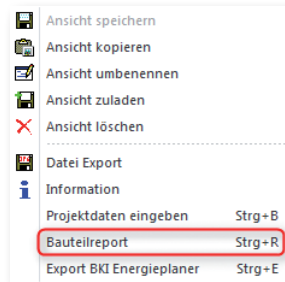 Ansicht speichern
Ansicht kopieren
Ansicht umbenennen
Ansicht zuladen
Ansicht löschen
Datei Export
Information
Projektdaten eingeben Strg+B
Bauteilreport Strg+R
Export BKI Energieplaner Strg+E